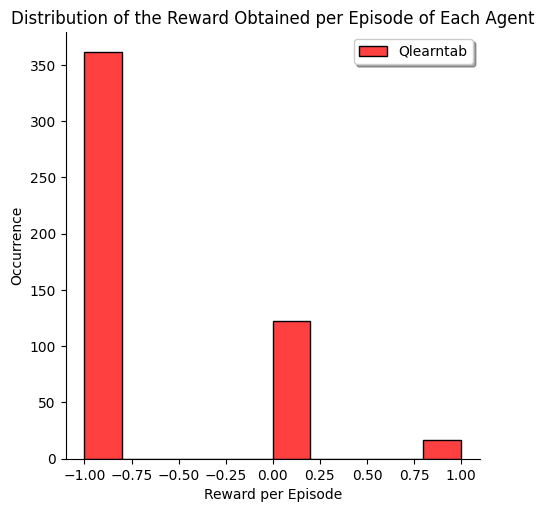 Distribution of the Reward Obtained per Episode of Each Agent
Qlearntab
350
300
250
200
150
100
50
0
Occurrence
−1.00 −0.75 −0.50 −0.25 0.00 0.25 0.50 0.75 1.00
Reward per Episode